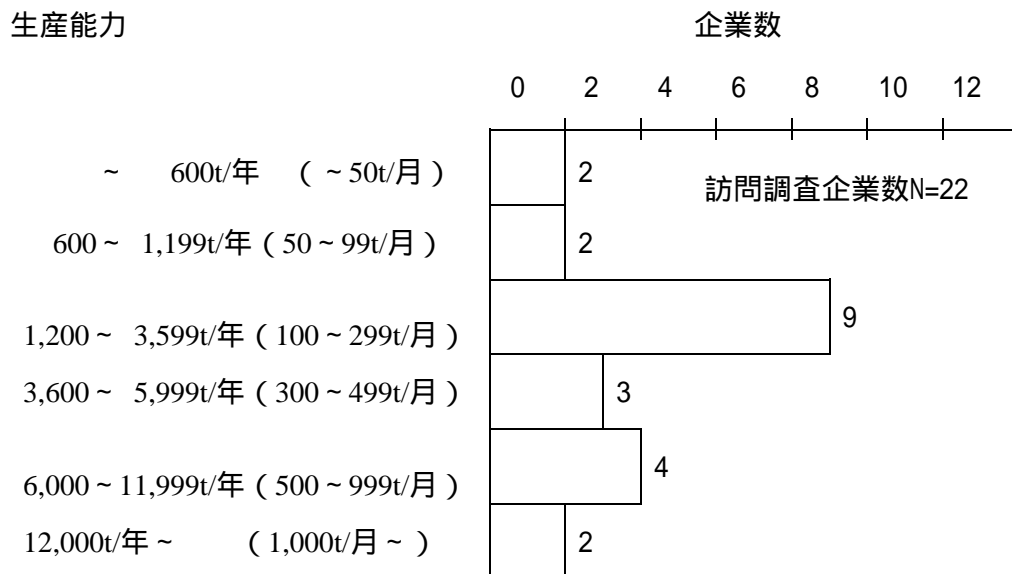 生産能力 企業数
0 2 4 6 8 10 12
~ 600t/年 (~50t/月) 2
訪問調査企業数N=22
600~ 1,199t/年(50~99t/月) 2
1,200~ 3,599t/年(100~299t/月) 9
3,600~ 5,999t/年(300~499t/月) 3
6,000~11,999t/年(500~999t/月) 4
12,000t/年~ (1,000t/月~ ) 2